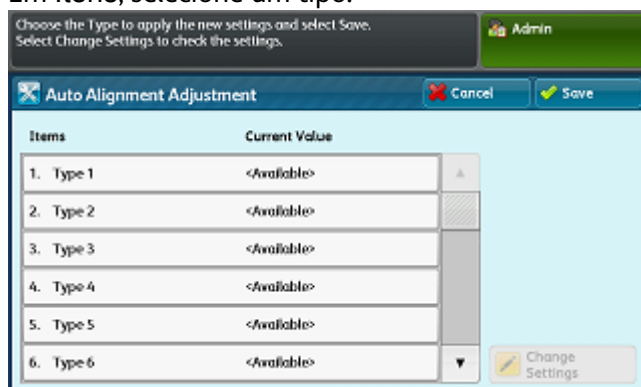 Em Itens, selecione um tipo.
Choose the Type to apply the new settings and select Save.
Select Change Settings to check the settings.
Admin
Auto Alignment Adjustment
Cancel
Save
Items Current Value
1. Type 1 <Available>
2. Type 2 <Available>
3. Type 3 <Available>
4. Type 4 <Available>
5. Type 5 <Available>
6. Type 6 <Available>
Change
Settings